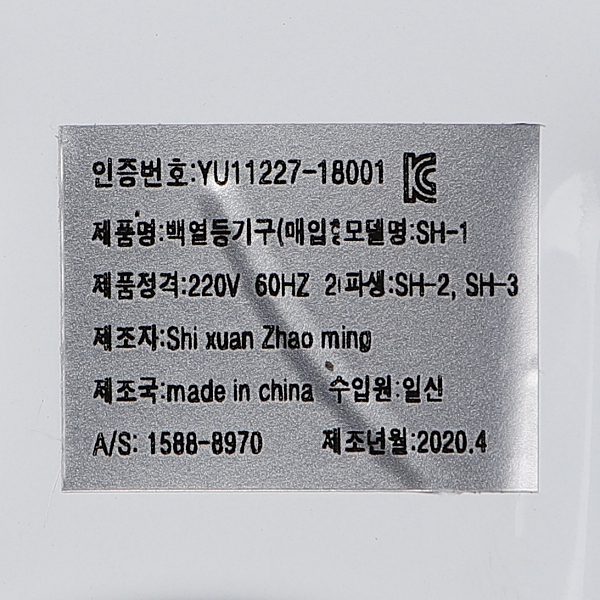 인증번호:YU11227-18001
제품명:백열등기구(매입 모델명:SH-1
제품정격:220V 60HZ 파생:SH-2, SH-3
제조자:Shi xuan Zhao ming
제조국:made in china 수입원:일신
A/S: 1588-8970 제조년월:2020.4